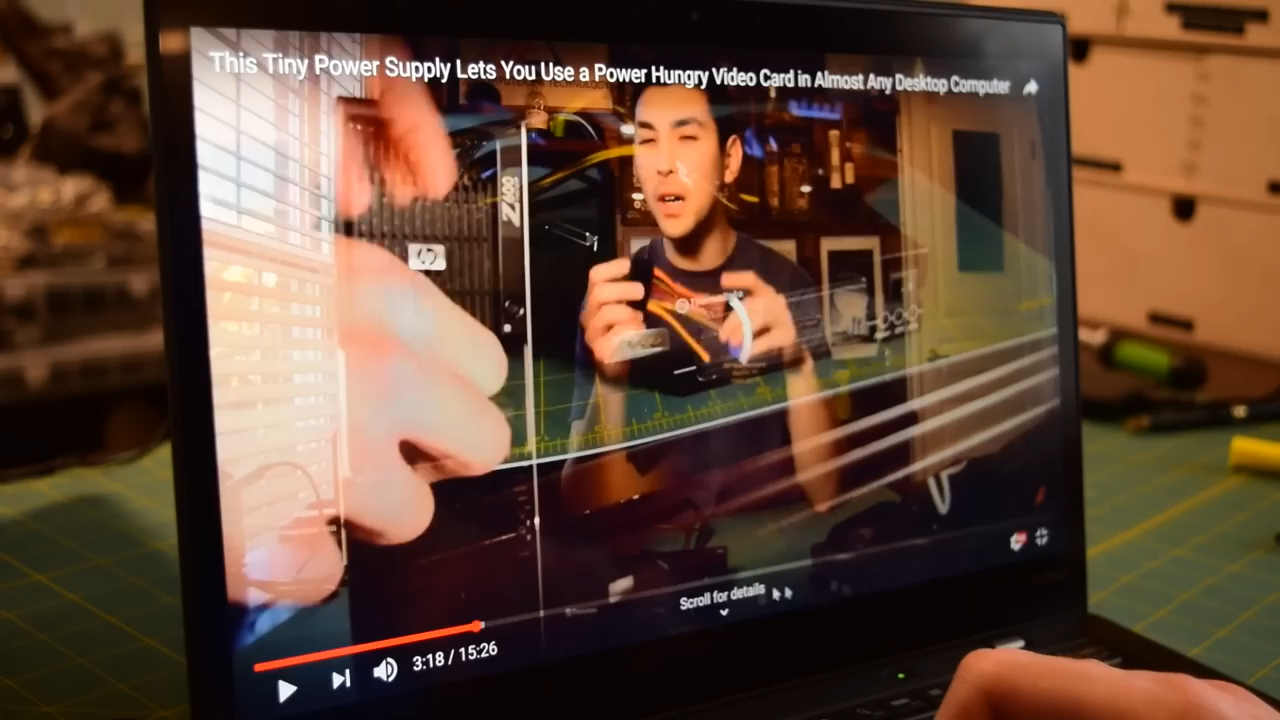 This Tiny Power Supply Lets You Use a Power Hungry Video Card in Almost Any Desktop Computer
Z400
hp
Scroll for details
3:18 / 15:26